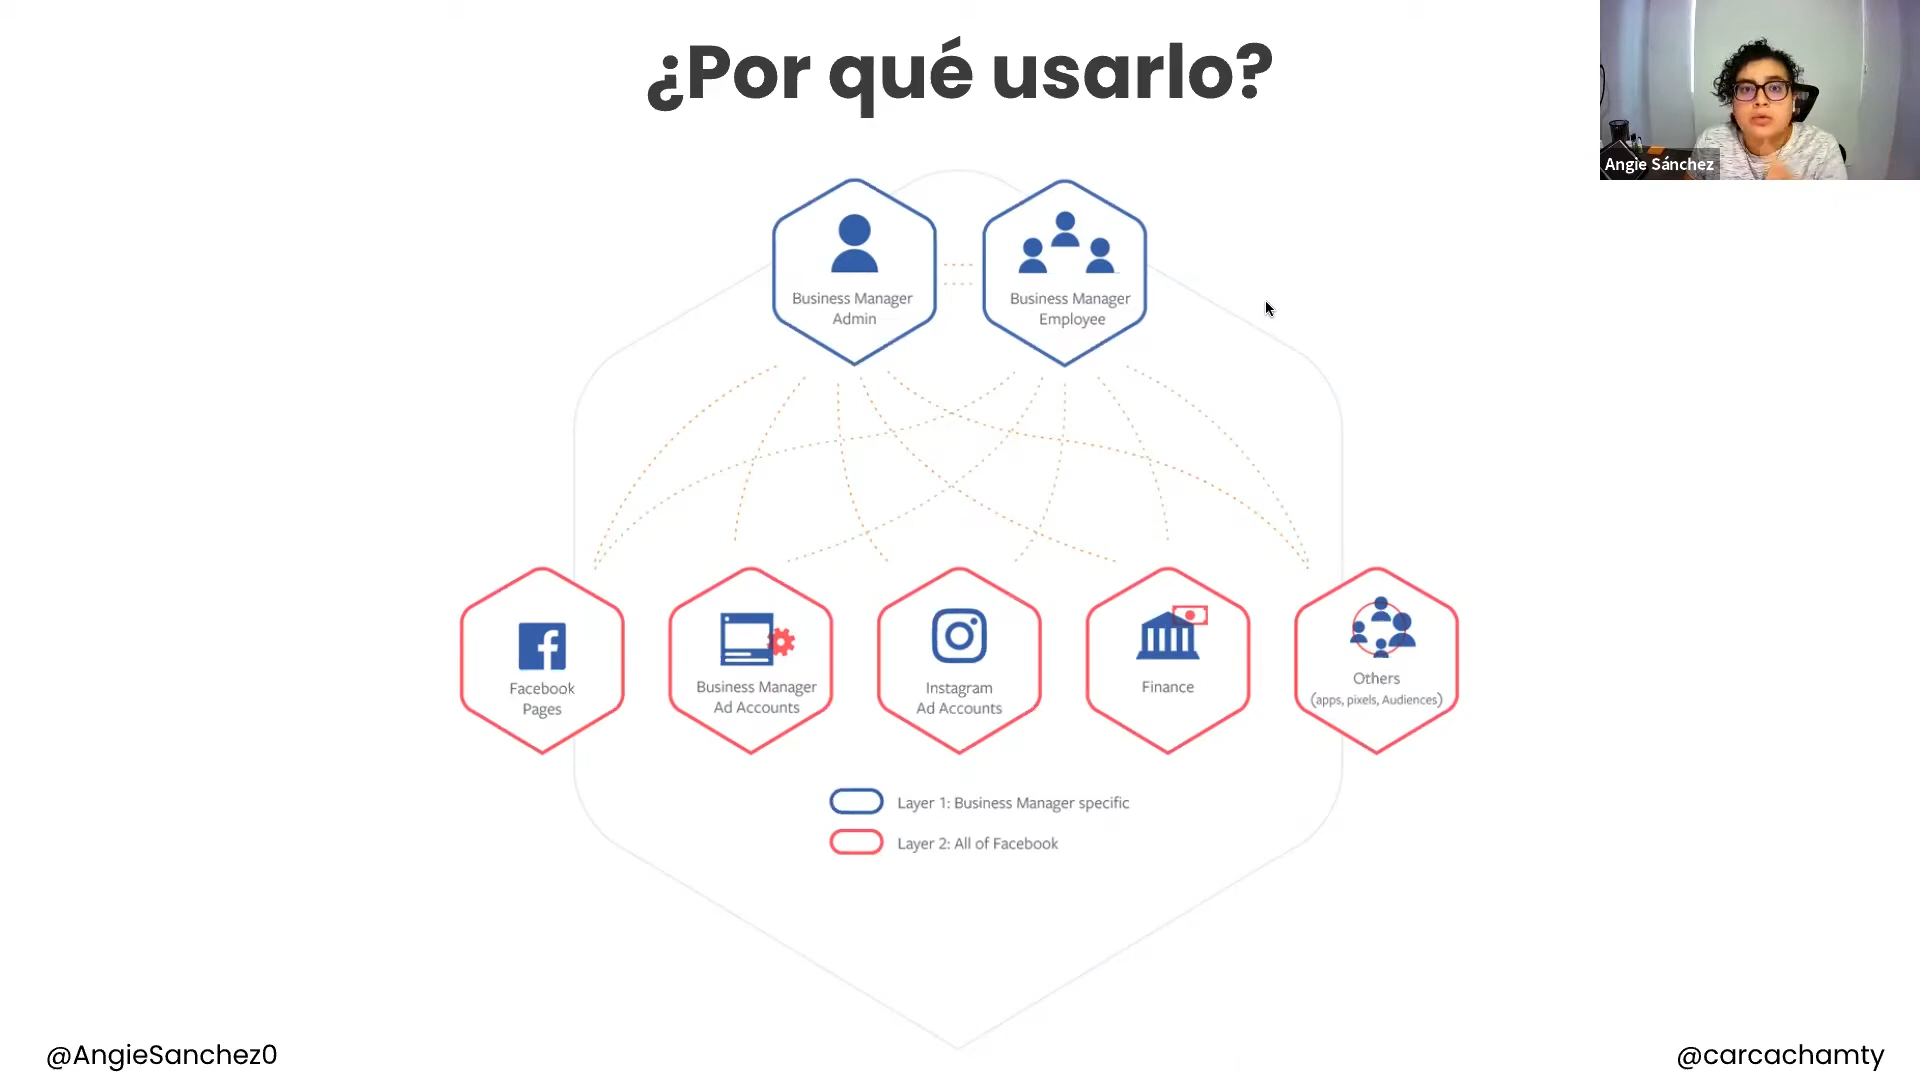 ¿Por qué usarlo?
Angie Sánchez
Business Manager
Admin
Business Manager
Employee
Facebook
Pages
Business Manager
Ad Accounts
Instagram
Ad Accounts
Finance
Others
(apps, pixels, Audiences)
Layer 1: Business Manager specific
Layer 2: All of Facebook
@AngieSanchez0
@carcachamty